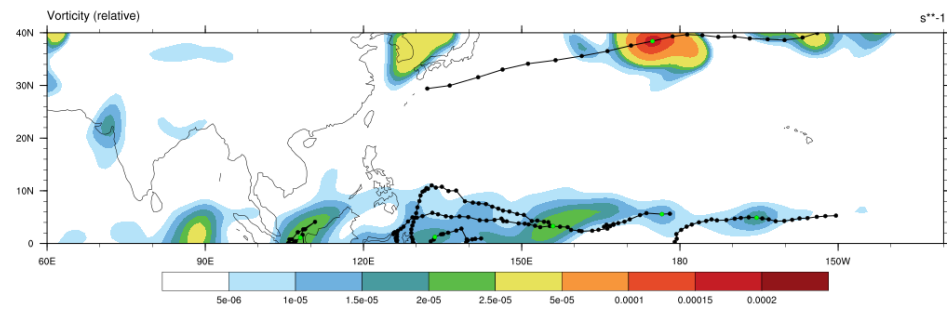 Vorticity (relative)
s**-1
40N
30N
20N
10N
0
60E
90E
120E
150E
180
150W
5e-06
1e-05
1.5e-05
2e-05
2.5e-05
5e-05
0.0001
0.00015
0.0002